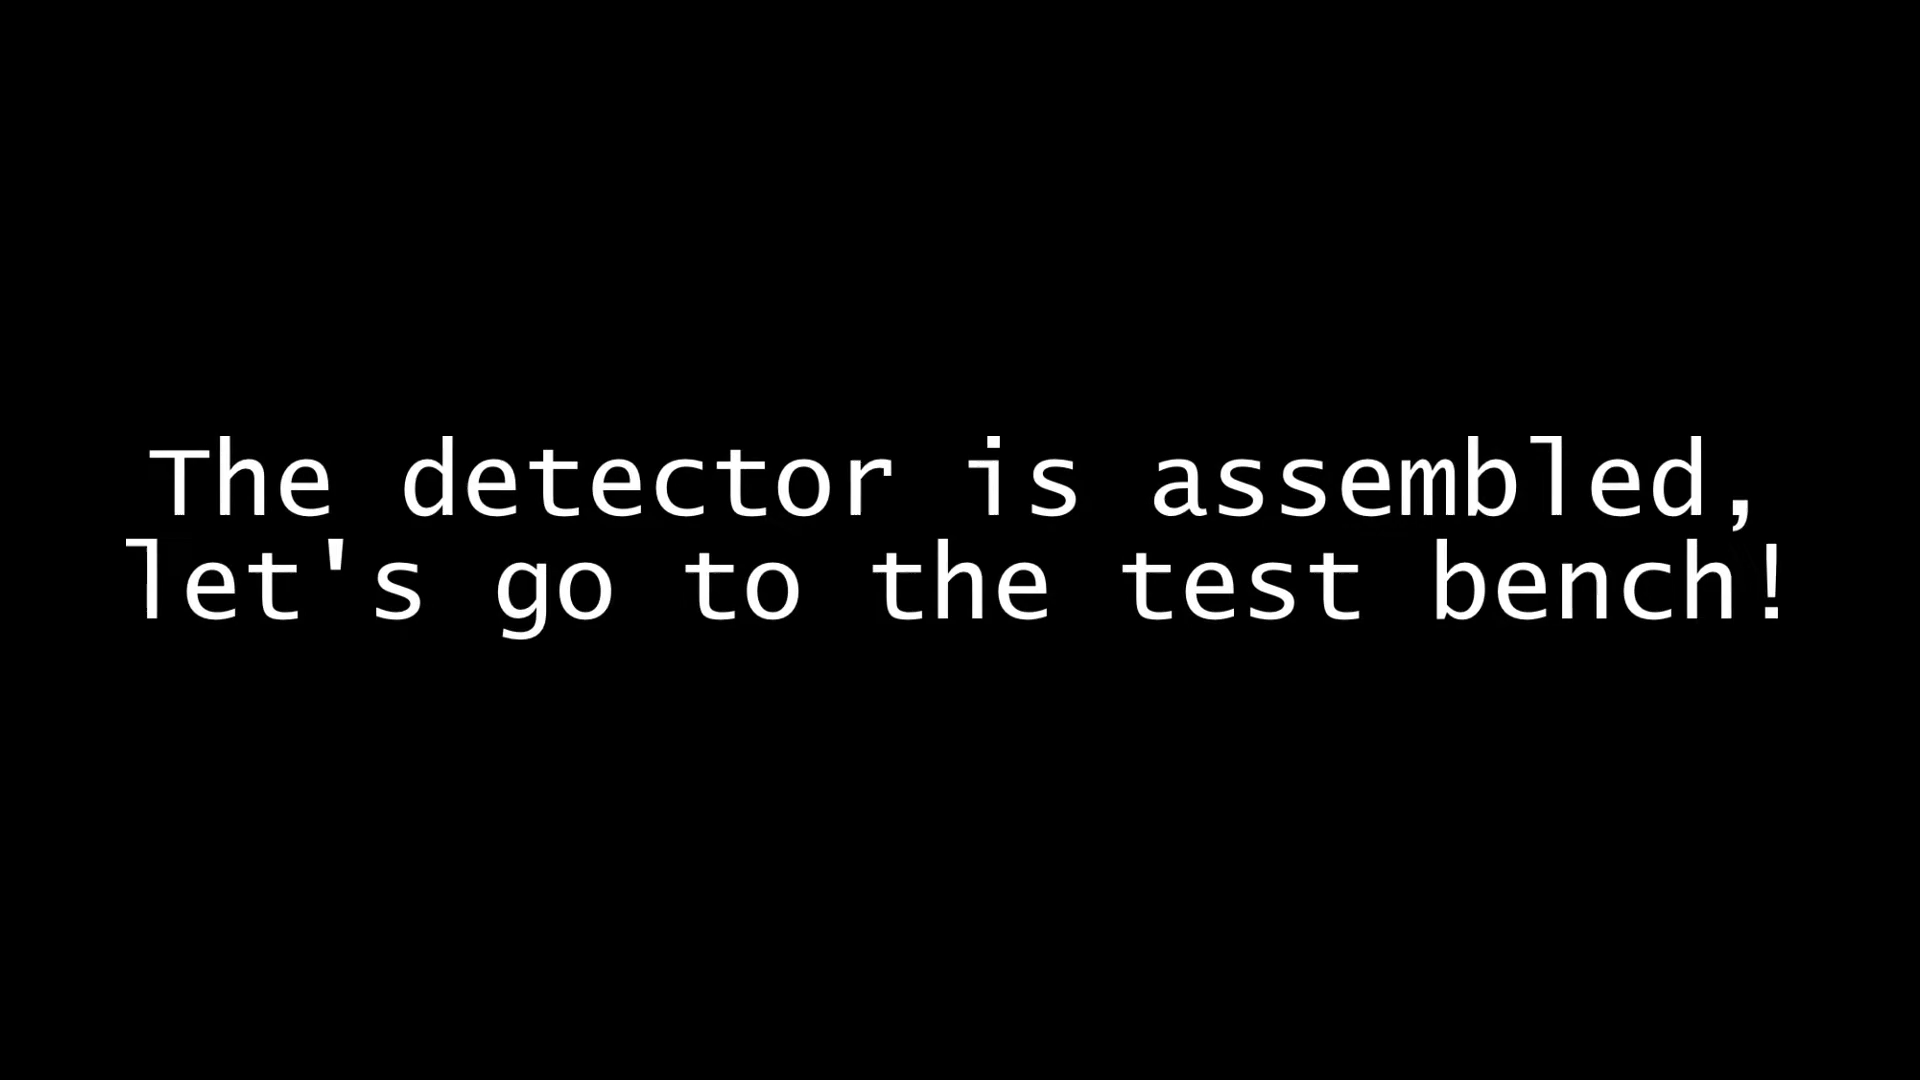 The detector is assembled,
let's go to the test bench!